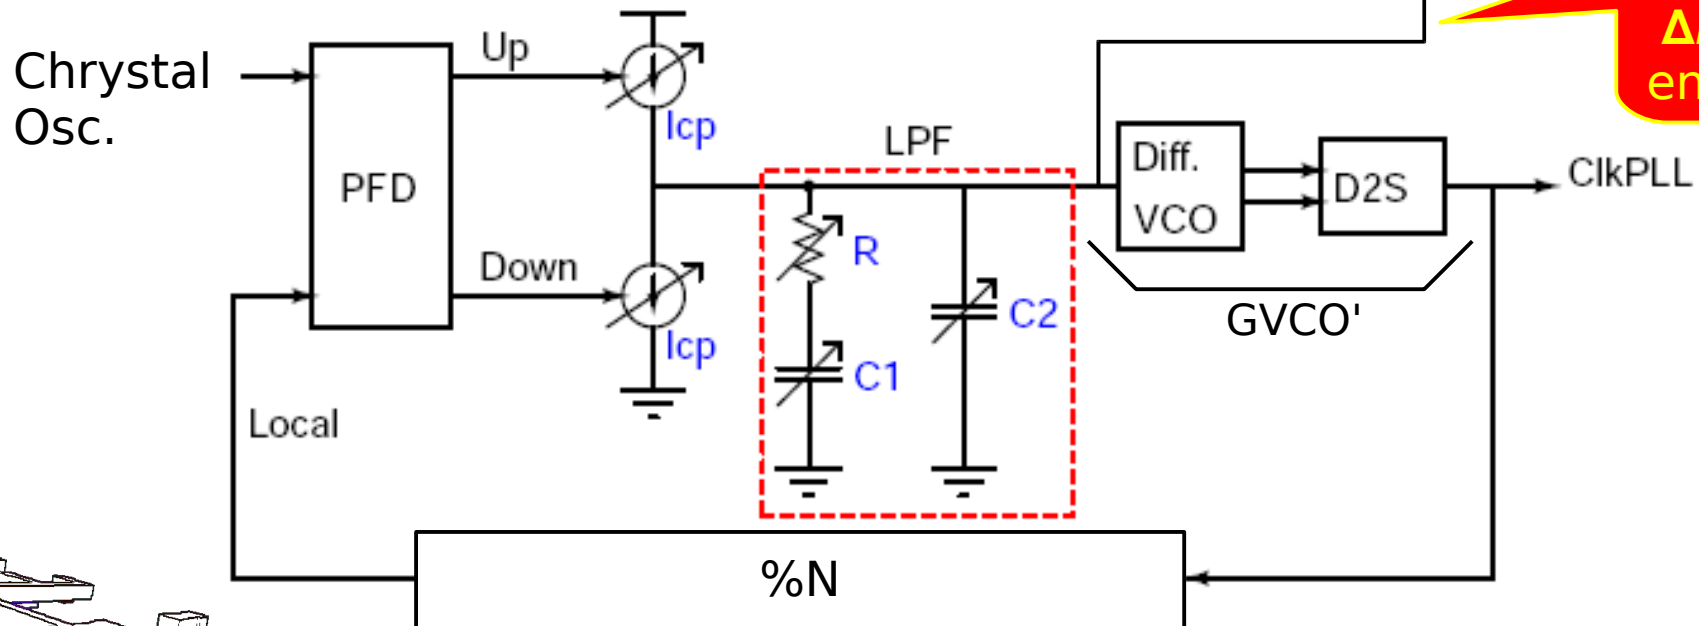 Chrystal
Osc.
PFD
Up
Icp
Down
Icp
LPF
R
C1
C2
Diff.
VCO
D2S
ClkPLL
GVCO'
Local
%N